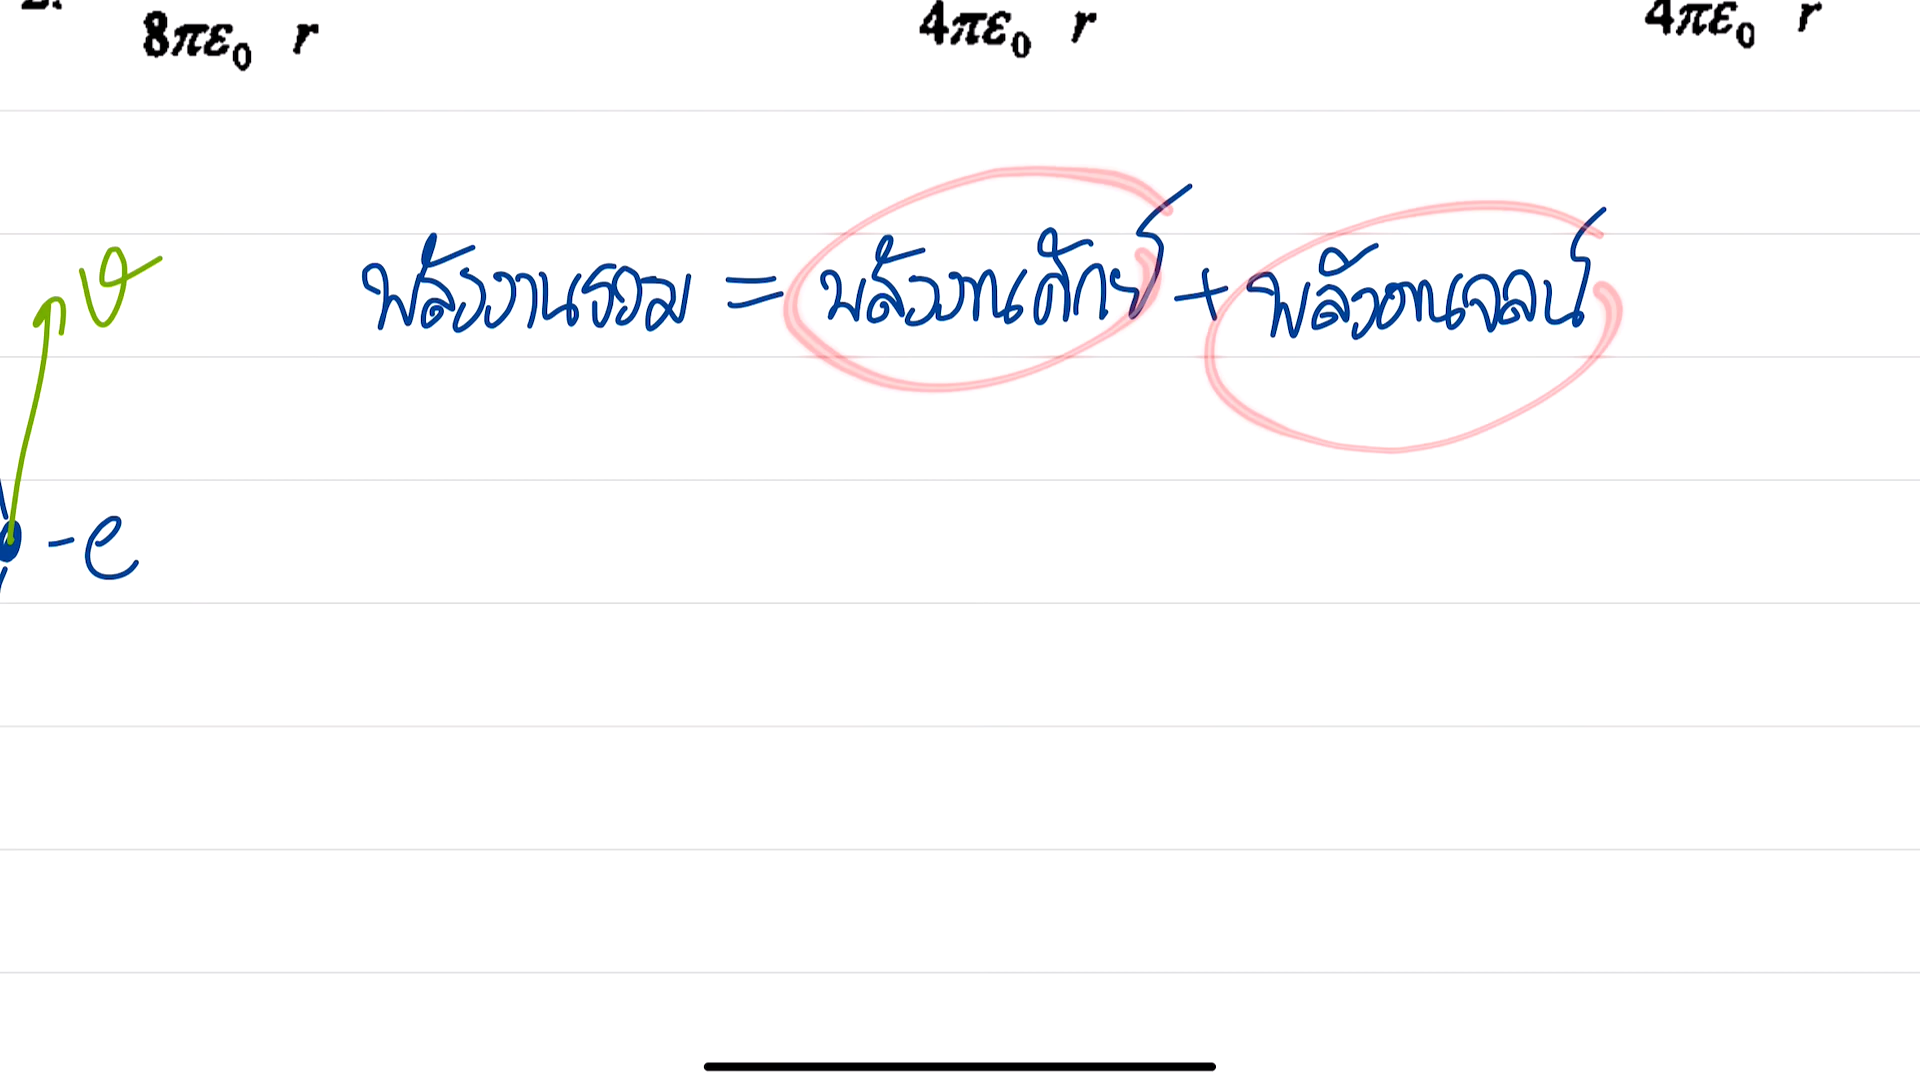 8πε₀ r 4πε₀ r 4πε₀ r
v พลังงานรวม = พลังงานศักย์ + พลังงานจลน์
-e